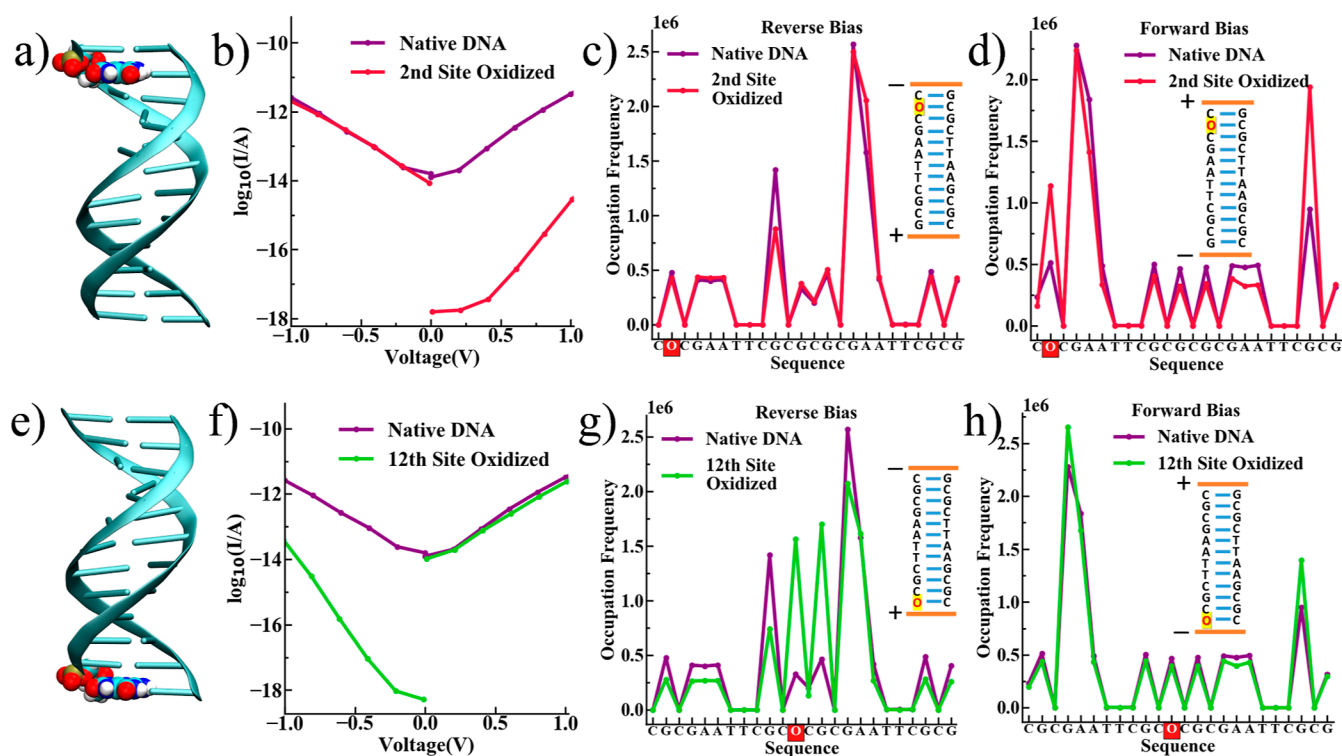 a)
b)
−10
−12
−14
−16
−18
log10(I/A)
Native DNA
2nd Site Oxidized
−1.0 −0.5 0.0 0.5 1.0
Voltage(V)
c)
1e6
Reverse Bias
Native DNA
2nd Site
Oxidized
2.5
2.0
1.5
1.0
0.5
0.0
Occupation Frequency
−
C G
O C
C G
G C
A T
A T
T A
T A
C G
G C
C G
G C
+
C O C G A A T T C G C G C G C G A A T T C G C G
Sequence
d)
1e6
Forward Bias
Native DNA
2nd Site Oxidized
2.0
1.5
1.0
0.5
0.0
Occupation Frequency
+
C G
O C
C G
G C
A T
A T
T A
T A
C G
G C
C G
G C
−
C O C G A A T T C G C G C G C G A A T T C G C G
Sequence
e)
f)
−10
−12
−14
−16
−18
log10(I/A)
Native DNA
12th Site Oxidized
−1.0 −0.5 0.0 0.5 1.0
Voltage(V)
g)
1e6
Reverse Bias
Native DNA
12th Site
Oxidized
2.5
2.0
1.5
1.0
0.5
0.0
Occupation Frequency
−
C G
G C
C G
G C
A T
A T
T A
T A
C G
G C
C G
O C
+
C G C G A A T T C G C O C G C G A A T T C G C G
Sequence
h)
1e6
Forward Bias
Native DNA
12th Site Oxidized
2.5
2.0
1.5
1.0
0.5
0.0
Occupation Frequency
+
C G
G C
C G
G C
A T
A T
T A
T A
C G
G C
C G
O C
−
C G C G A A T T C G C O C G C G A A T T C G C G
Sequence